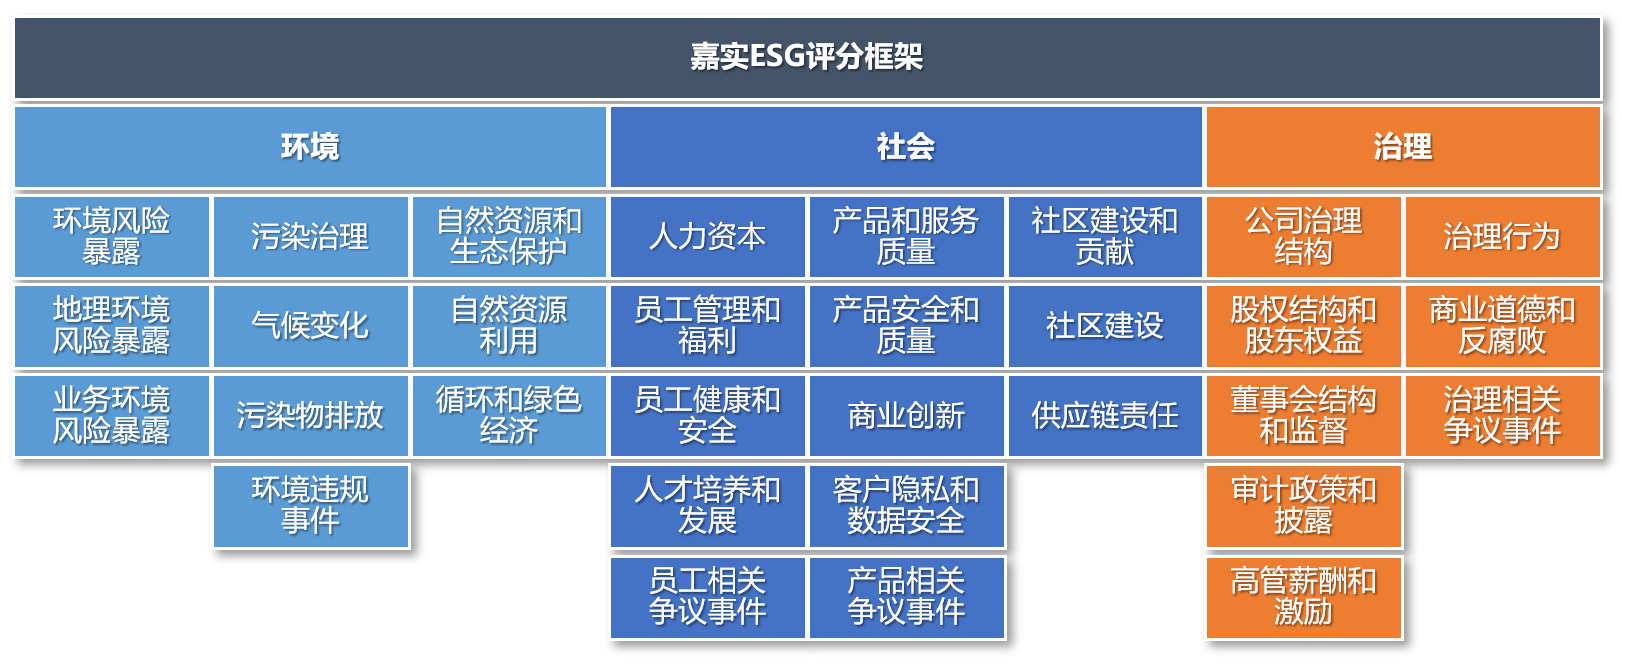 嘉实ESG评分框架
环境
社会
治理
环境风险
暴露
污染治理
自然资源和
生态保护
人力资本
产品和服务
质量
社区建设和
贡献
公司治理
结构
治理行为
地理环境
风险暴露
气候变化
自然资源
利用
员工管理和
福利
产品安全和
质量
社区建设
股权结构和
股东权益
商业道德和
反腐败
业务环境
风险暴露
污染物排放
循环和绿色
经济
员工健康和
安全
商业创新
供应链责任
董事会结构
和监督
治理相关
争议事件
环境违规
事件
人才培养和
发展
客户隐私和
数据安全
审计政策和
披露
员工相关
争议事件
产品相关
争议事件
高管薪酬和
激励